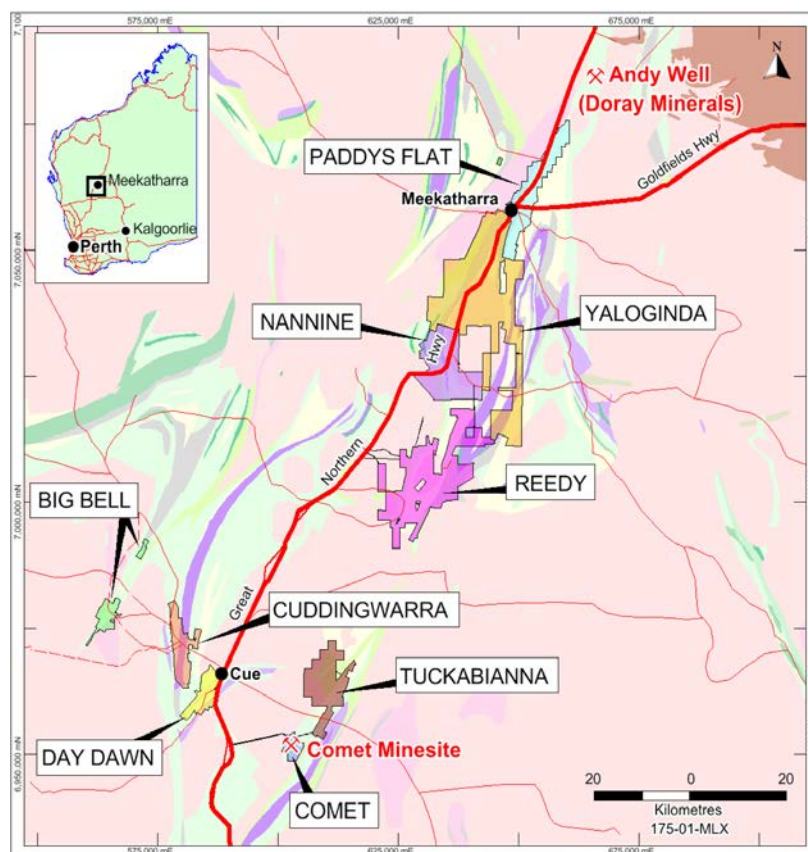 575,000 mE
625,000 mE
675,000 mE
7,100
Meekatharra
Kalgoorlie
Perth
N
Andy Well
(Doray Minerals)
PADDYS FLAT
Goldfields Hwy
Meekatharra
7,050,000 mN
NANNINE
YALOGINDA
Hwy
Northern
REEDY
BIG BELL
7,000,000 mN
Great
CUDDINGWARRA
Cue
TUCKABIANNA
DAY DAWN
Comet Minesite
6,950,000 mN
COMET
20 0 20
Kilometres
175-01-MLX
575,000 mE
625,000 mE
675,000 mE